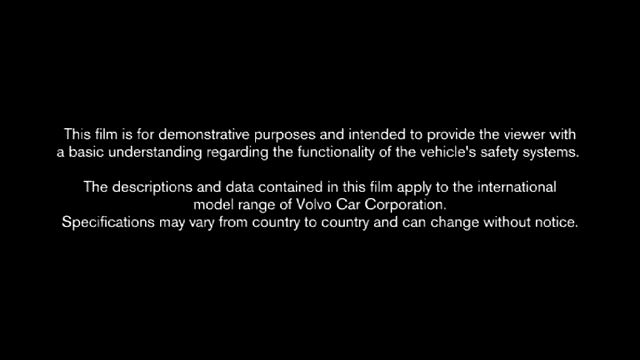 This film is for demonstrative purposes and intended to provide the viewer with
a basic understanding regarding the functionality of the vehicle's safety systems.
The descriptions and data contained in this film apply to the international
model range of Volvo Car Corporation.
Specifications may vary from country to country and can change without notice.